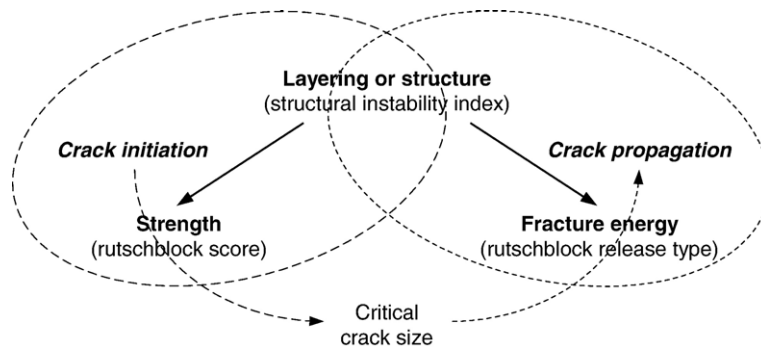 Layering or structure
(structural instability index)
Crack initiation
Crack propagation
Strength
(rutschblock score)
Fracture energy
(rutschblock release type)
Critical
crack size